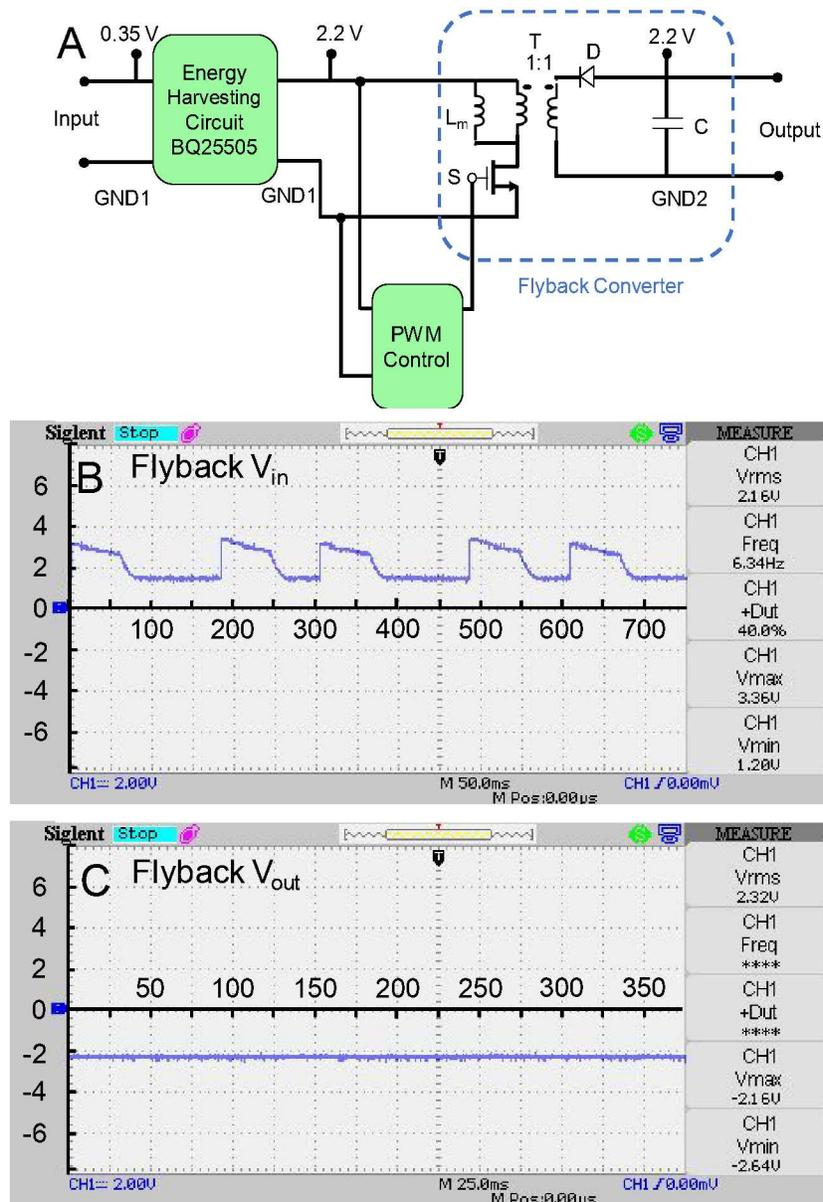 A
0.35 V
2.2 V
T
1:1
D
2.2 V
Energy
Harvesting
Circuit
BQ25505
Input
Lm
C
Output
S
GND1
GND1
GND2
Flyback Converter
PWM
Control
Siglent Stop
MEASURE
B Flyback Vin
T
6
4
2
0
-2
-4
-6
100 200 300 400 500 600 700
CH1
Vrms
2.16V
CH1
Freq
6.34Hz
CH1
+Dut
40.0%
CH1
Vmax
3.36V
CH1
Vmin
1.20V
CH1 2.00V
M 50.0ms
M Pos:0.00µs
CH1 0.00mV
Siglent Stop
MEASURE
C Flyback Vout
T
6
4
2
0
-2
-4
-6
50 100 150 200 250 300 350
CH1
Vrms
2.32V
CH1
Freq
****
CH1
+Dut
****
CH1
Vmax
-2.16V
CH1
Vmin
-2.64V
CH1 2.00V
M 25.0ms
M Pos:0.00µs
CH1 0.00mV